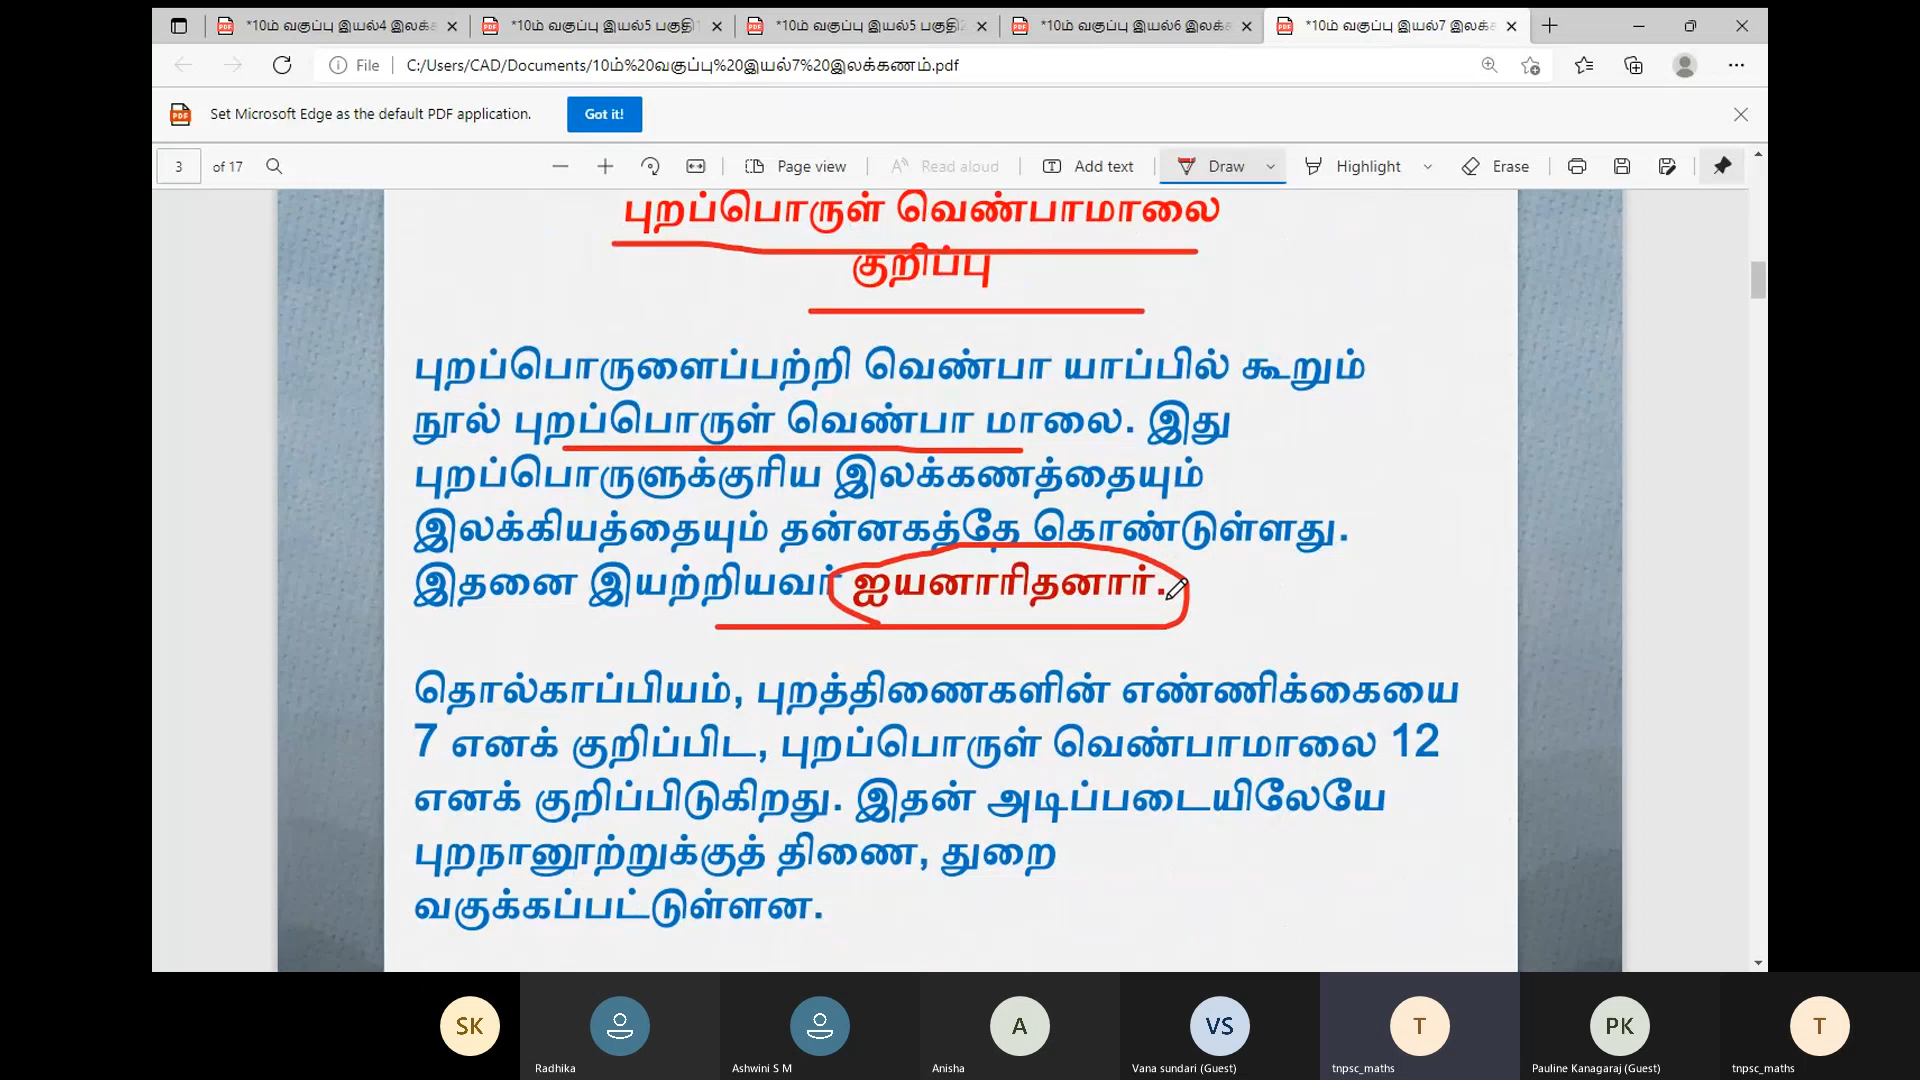 *10ம் வகுப்பு இயல்4 இலக்க
*10ம் வகுப்பு இயல்5 பகுதி1
*10ம் வகுப்பு இயல்5 பகுதி2
*10ம் வகுப்பு இயல்6 இலக்க
*10ம் வகுப்பு இயல்7 இலக்க
File C:/Users/CAD/Documents/10ம்%20வகுப்பு%20இயல்7%20இலக்கணம்.pdf
Set Microsoft Edge as the default PDF application. Got it!
3 of 17 Page view Read aloud Add text Draw Highlight Erase
புறப்பொருள் வெண்பாமாலை
குறிப்பு
புறப்பொருளைப்பற்றி வெண்பா யாப்பில் கூறும்
நூல் புறப்பொருள் வெண்பா மாலை. இது
புறப்பொருளுக்குரிய இலக்கணத்தையும்
இலக்கியத்தையும் தன்னகத்தே கொண்டுள்ளது.
இதனை இயற்றியவர் ஐயனாரிதனார்.
தொல்காப்பியம், புறத்திணைகளின் எண்ணிக்கையை
7 எனக் குறிப்பிட, புறப்பொருள் வெண்பாமாலை 12
எனக் குறிப்பிடுகிறது. இதன் அடிப்படையிலேயே
புறநானூற்றுக்குத் திணை, துறை
வகுக்கப்பட்டுள்ளன.
SK A VS T PK T
Radhika Ashwini S M Anisha Vana sundari (Guest) tnpsc_maths Pauline Kanagaraj (Guest) tnpsc_maths